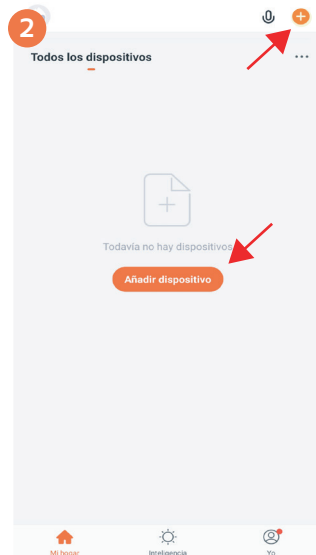 2
Todos los dispositivos
Todavía no hay dispositivos
Añadir dispositivo
Mi hogar
Inteligencia
Yo